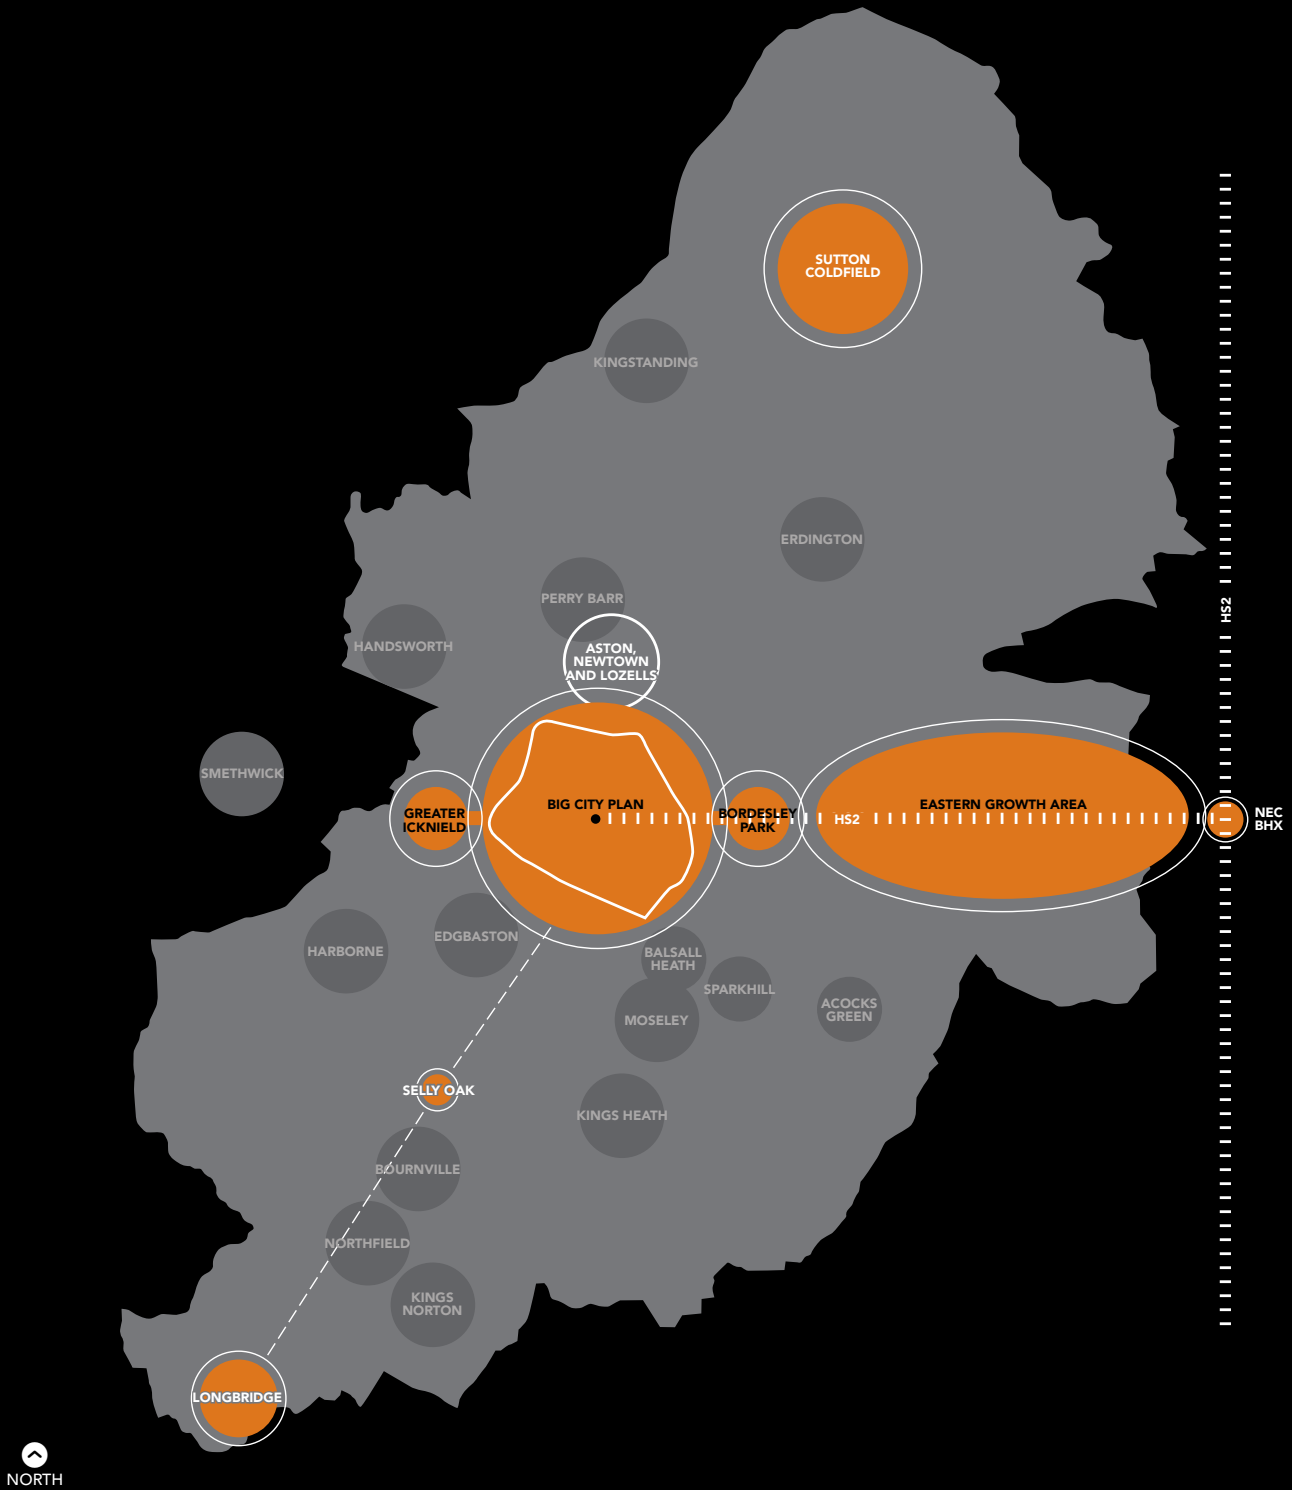 SUTTON
COLDFIELD
KINGSTANDING
ERDINGTON
PERRY BARR
HS2
HANDSWORTH
ASTON,
NEWTOWN
AND LOZELLS
SMETHWICK
GREATER
ICKNIELD
BIG CITY PLAN
BORDESLEY
PARK
HS2
EASTERN GROWTH AREA
NEC
BHX
HARBORNE
EDGBASTON
BALSALL
HEATH
SPARKHILL
MOSELEY
ACOCKS
GREEN
SELLY OAK
KINGS HEATH
BOURNVILLE
NORTHFIELD
KINGS
NORTON
LONGBRIDGE
NORTH